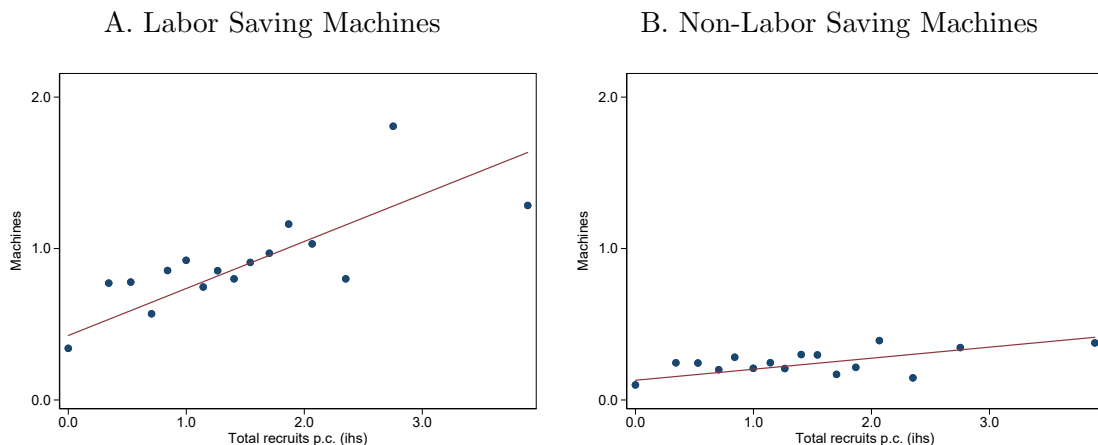 A. Labor Saving Machines
2.0
1.0
0.0
Machines
0.0 1.0 2.0 3.0
Total recruits p.c. (ihs)
B. Non-Labor Saving Machines
2.0
1.0
0.0
Machines
0.0 1.0 2.0 3.0
Total recruits p.c. (ihs)